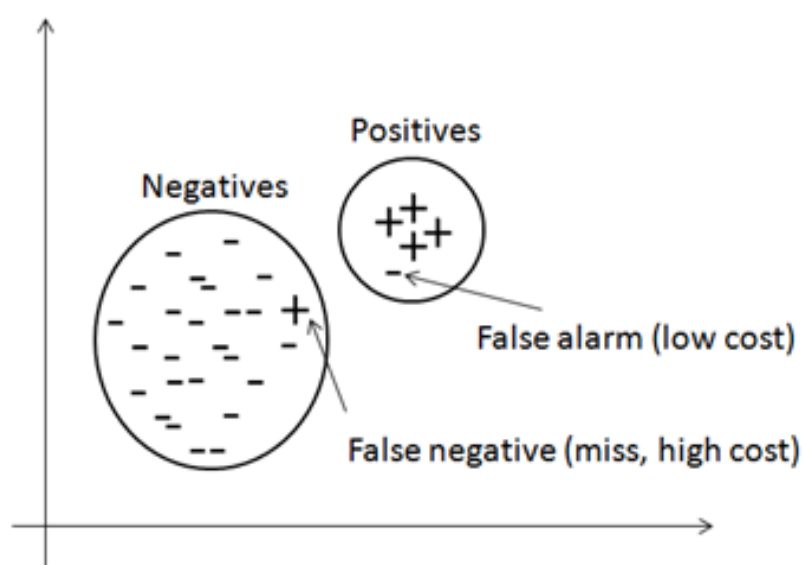 Positives
Negatives
False alarm (low cost)
False negative (miss, high cost)